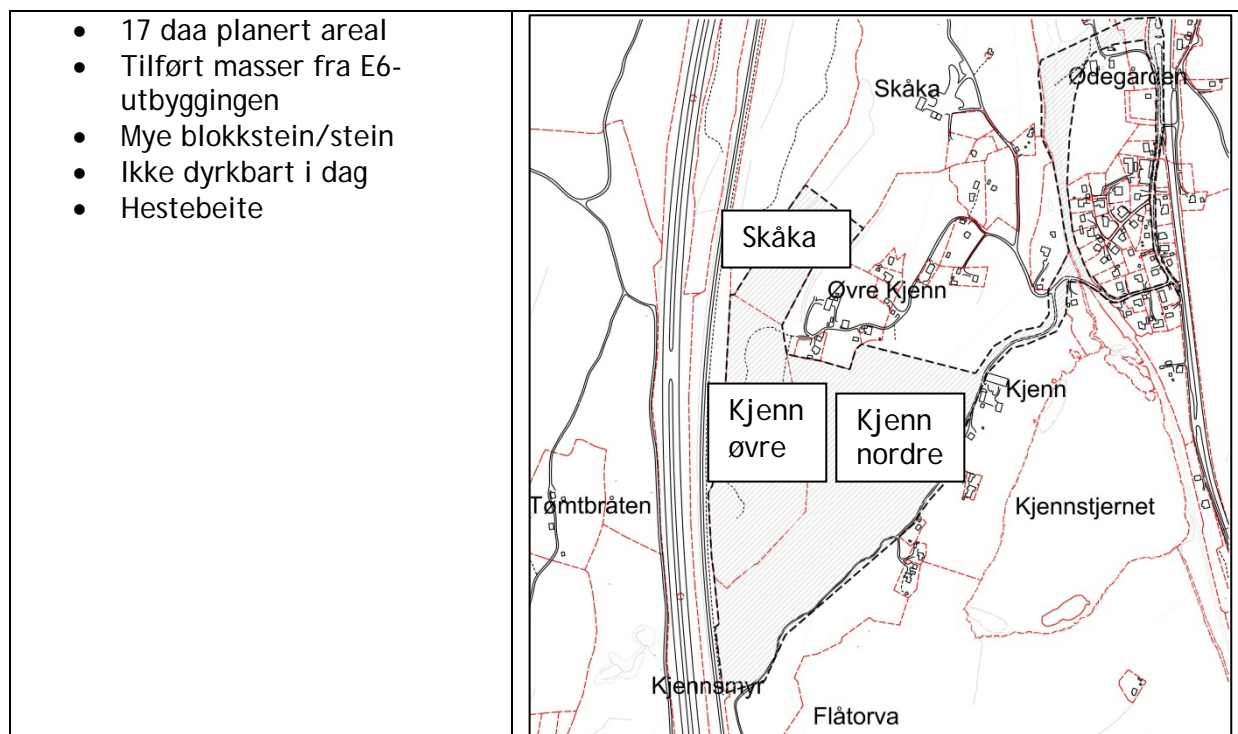 • 17 daa planert areal
• Tilført masser fra E6-
utbyggingen
• Mye blokkstein/stein
• Ikke dyrkbart i dag
• Hestebeite
Ødegården
Skåka
Skåka
Øvre Kjenn
Kjenn
Kjenn
øvre
Kjenn
nordre
Tømtbråten
Kjennstjernet
Kjennsmyr
Flåtorva